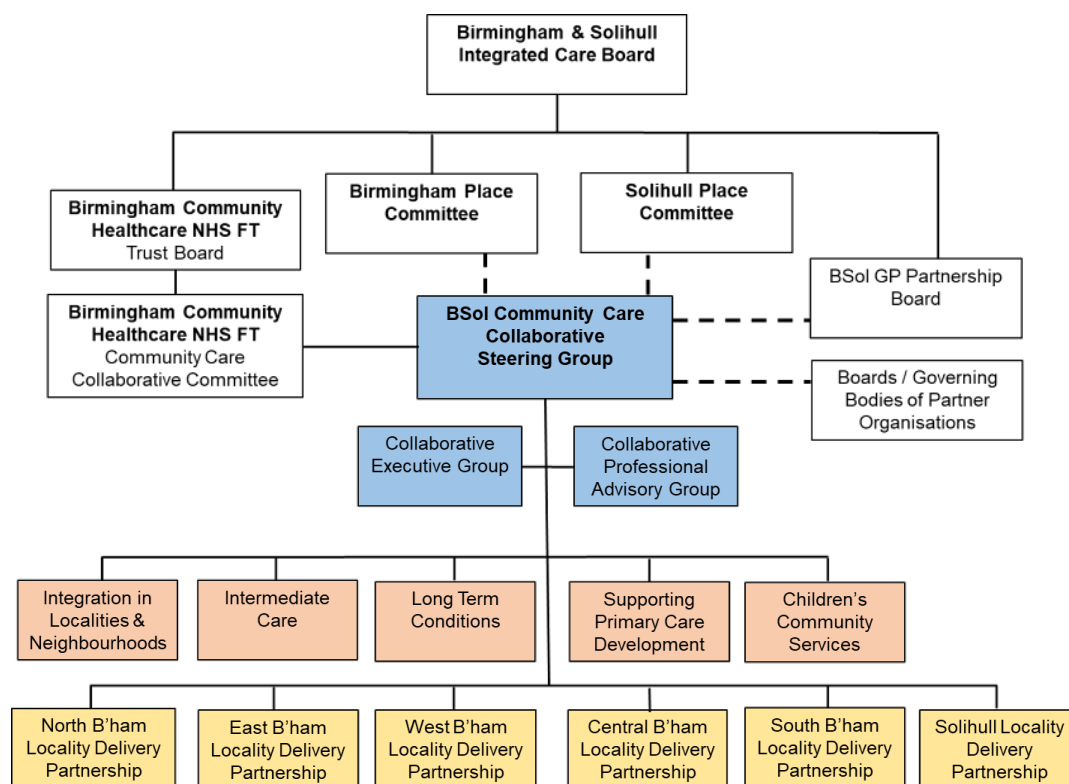 Birmingham & Solihull
Integrated Care Board
Birmingham Community
Healthcare NHS FT
Trust Board
Birmingham Place
Committee
Solihull Place
Committee
BSol GP Partnership
Board
Birmingham Community
Healthcare NHS FT
Community Care
Collaborative Committee
BSol Community Care
Collaborative
Steering Group
Boards / Governing
Bodies of Partner
Organisations
Collaborative
Executive Group
Collaborative
Professional
Advisory Group
Integration in
Localities &
Neighbourhoods
Intermediate
Care
Long Term
Conditions
Supporting
Primary Care
Development
Children’s
Community
Services
North B’ham
Locality Delivery
Partnership
East B’ham
Locality Delivery
Partnership
West B’ham
Locality Delivery
Partnership
Central B’ham
Locality Delivery
Partnership
South B’ham
Locality Delivery
Partnership
Solihull Locality
Delivery
Partnership